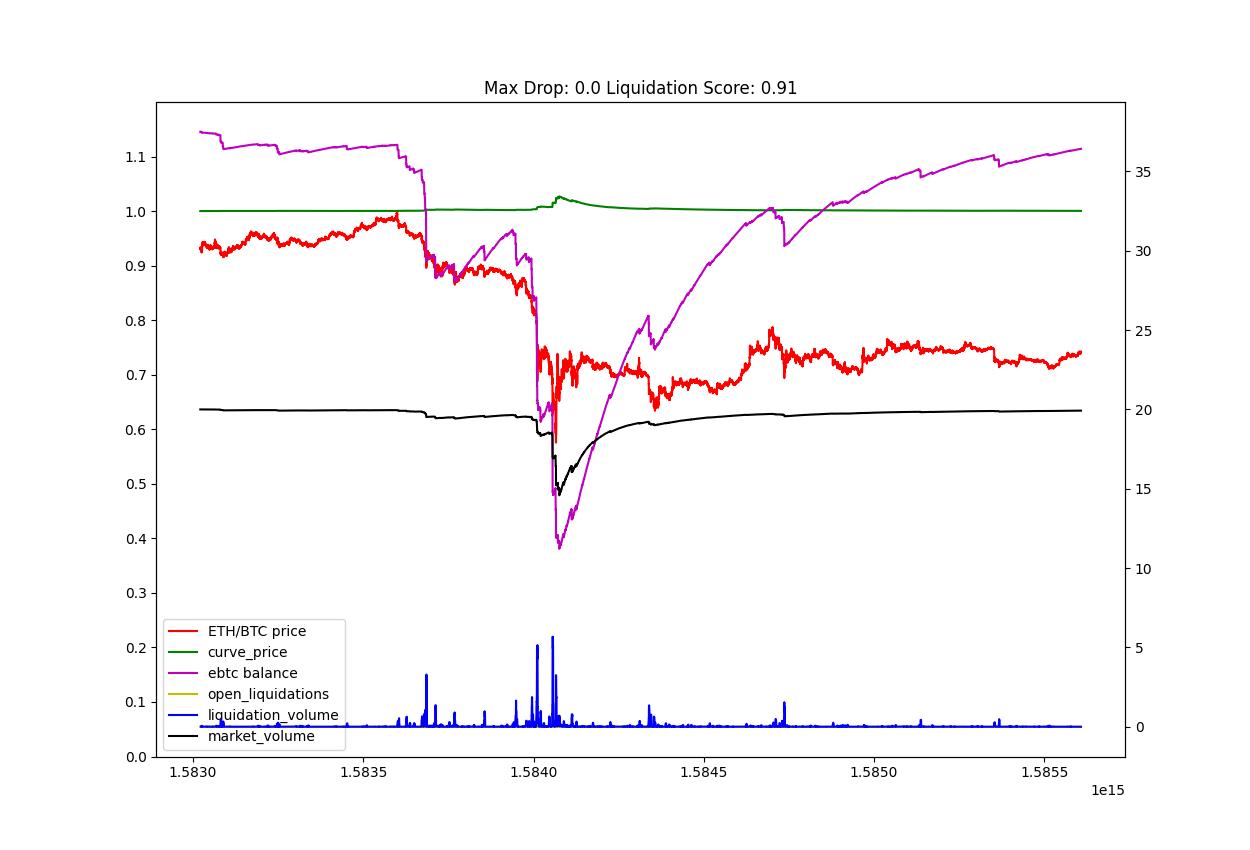 Max Drop: 0.0 Liquidation Score: 0.91
1.1
1.0
0.9
0.8
0.7
0.6
0.5
0.4
0.3
0.2
0.1
0.0
35
30
25
20
15
10
5
0
ETH/BTC price
curve_price
ebtc balance
open_liquidations
liquidation_volume
market_volume
1.5830 1.5835 1.5840 1.5845 1.5850 1.5855
1e15